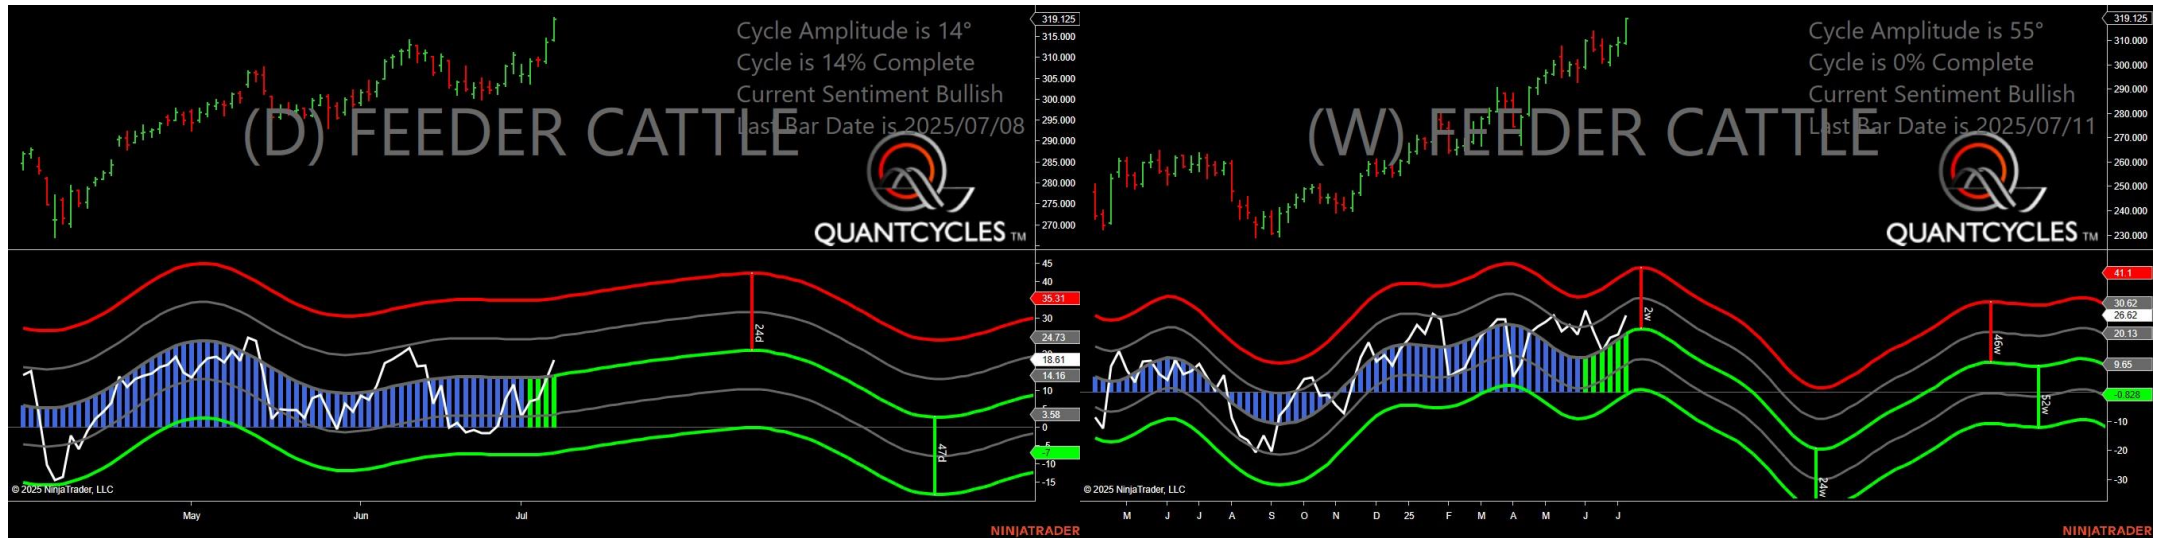 319.125
Cycle Amplitude is 14°
315.000
310.000
Cycle is 14% Complete
305.000
Current Sentiment Bullish
300.000
(D) FEEDER CATTLE
Last Bar Date is 2025/07/08
295.000
290.000
285.000
280.000
275.000
270.000
QUANTCYCLES TM
45
40
35.31
30
24.73
18.61
14.16
10
3.58
0
-5
-7
-10
-15
24d
47d
© 2025 NinjaTrader, LLC
May
Jun
Jul
NINJATRADER
319.125
Cycle Amplitude is 55°
310.000
Cycle is 0% Complete
300.000
Current Sentiment Bullish
290.000
280.000
(W) FEEDER CATTLE
Last Bar Date is 2025/07/11
270.000
260.000
250.000
240.000
230.000
QUANTCYCLES TM
41.1
30.62
26.62
20.13
9.65
-0.828
-10
-20
-30
2w
46w
52w
24w
© 2025 NinjaTrader, LLC
M J J A S O N D 25 F M A M J J
NINJATRADER